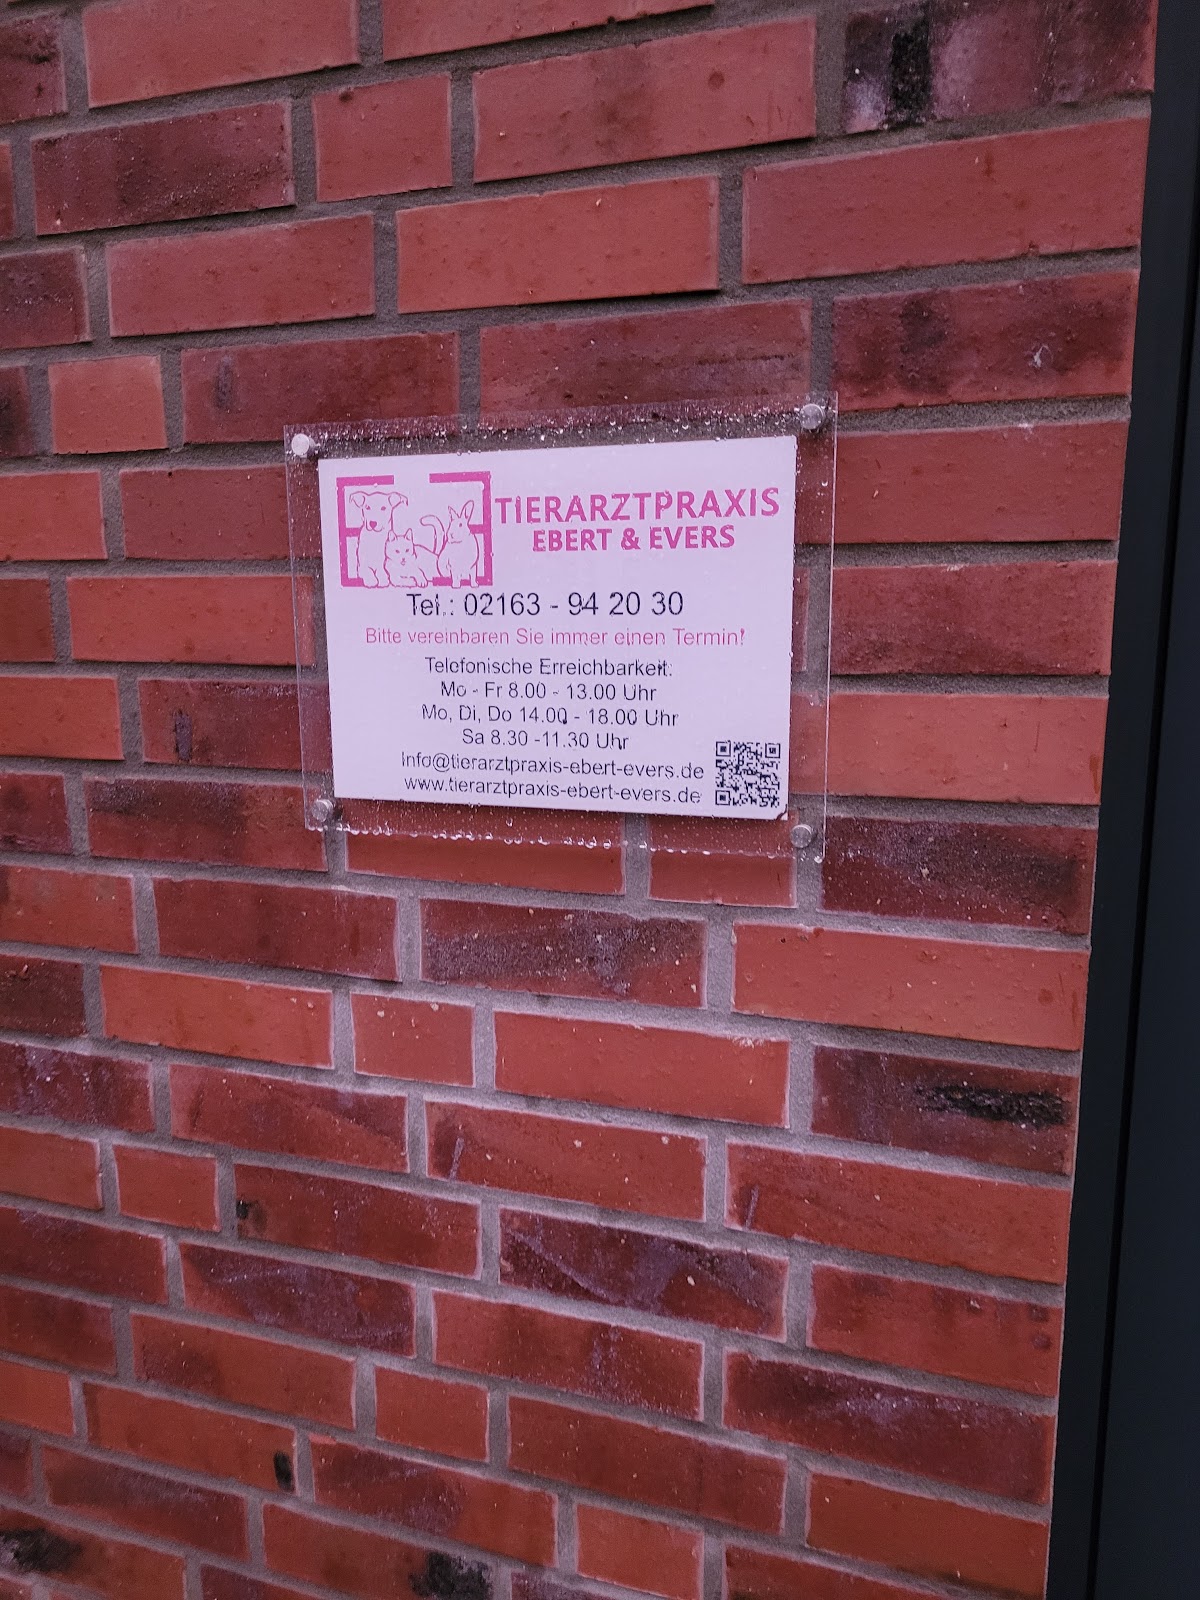 TIERARZTPRAXIS
EBERT & EVERS
Tel.: 02163 - 94 20 30
Bitte vereinbaren Sie immer einen Termin!
Telefonische Erreichbarkeit:
Mo - Fr 8.00 - 13.00 Uhr
Mo, Di, Do 14.00 - 18.00 Uhr
Sa 8.30 -11.30 Uhr
Info@tierarztpraxis-ebert-evers.de
www.tierarztpraxis-ebert-evers.de